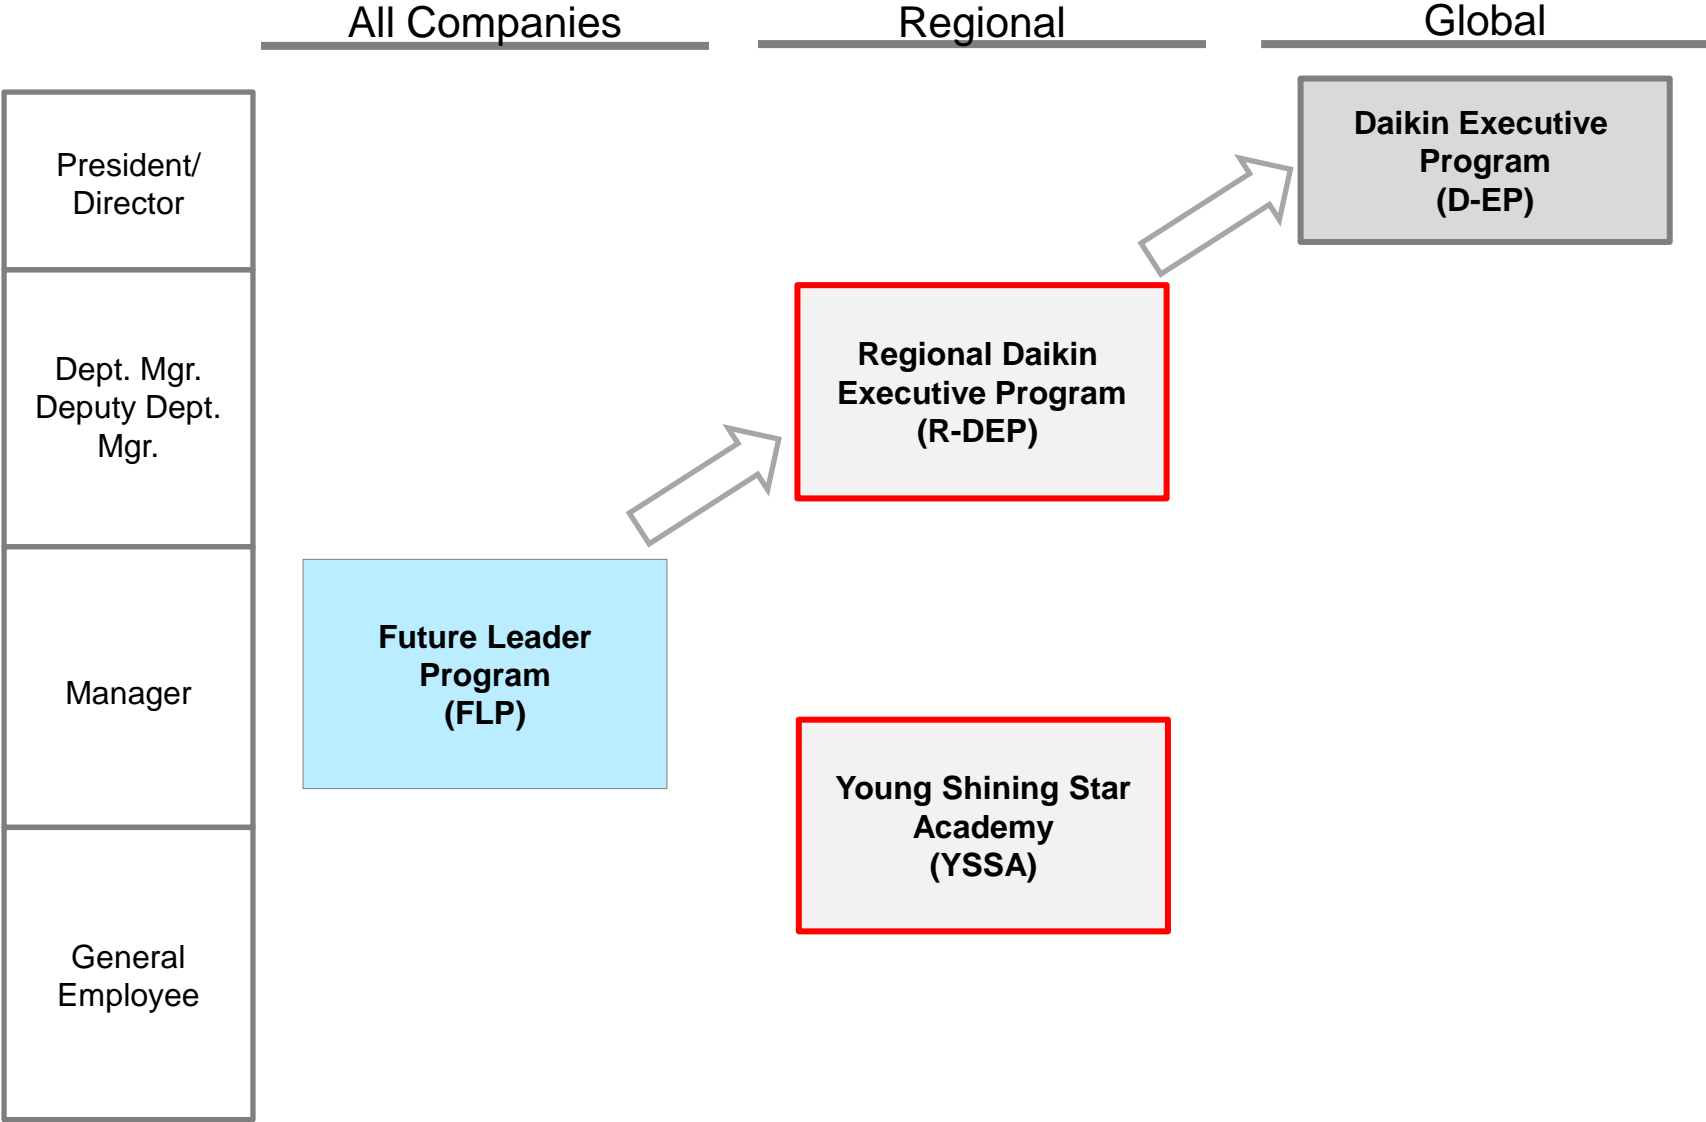 All Companies
Regional
Global
President/
Director
Daikin Executive
Program
(D-EP)
Dept. Mgr.
Deputy Dept.
Mgr.
Regional Daikin
Executive Program
(R-DEP)
Manager
Future Leader
Program
(FLP)
Young Shining Star
Academy
(YSSA)
General
Employee